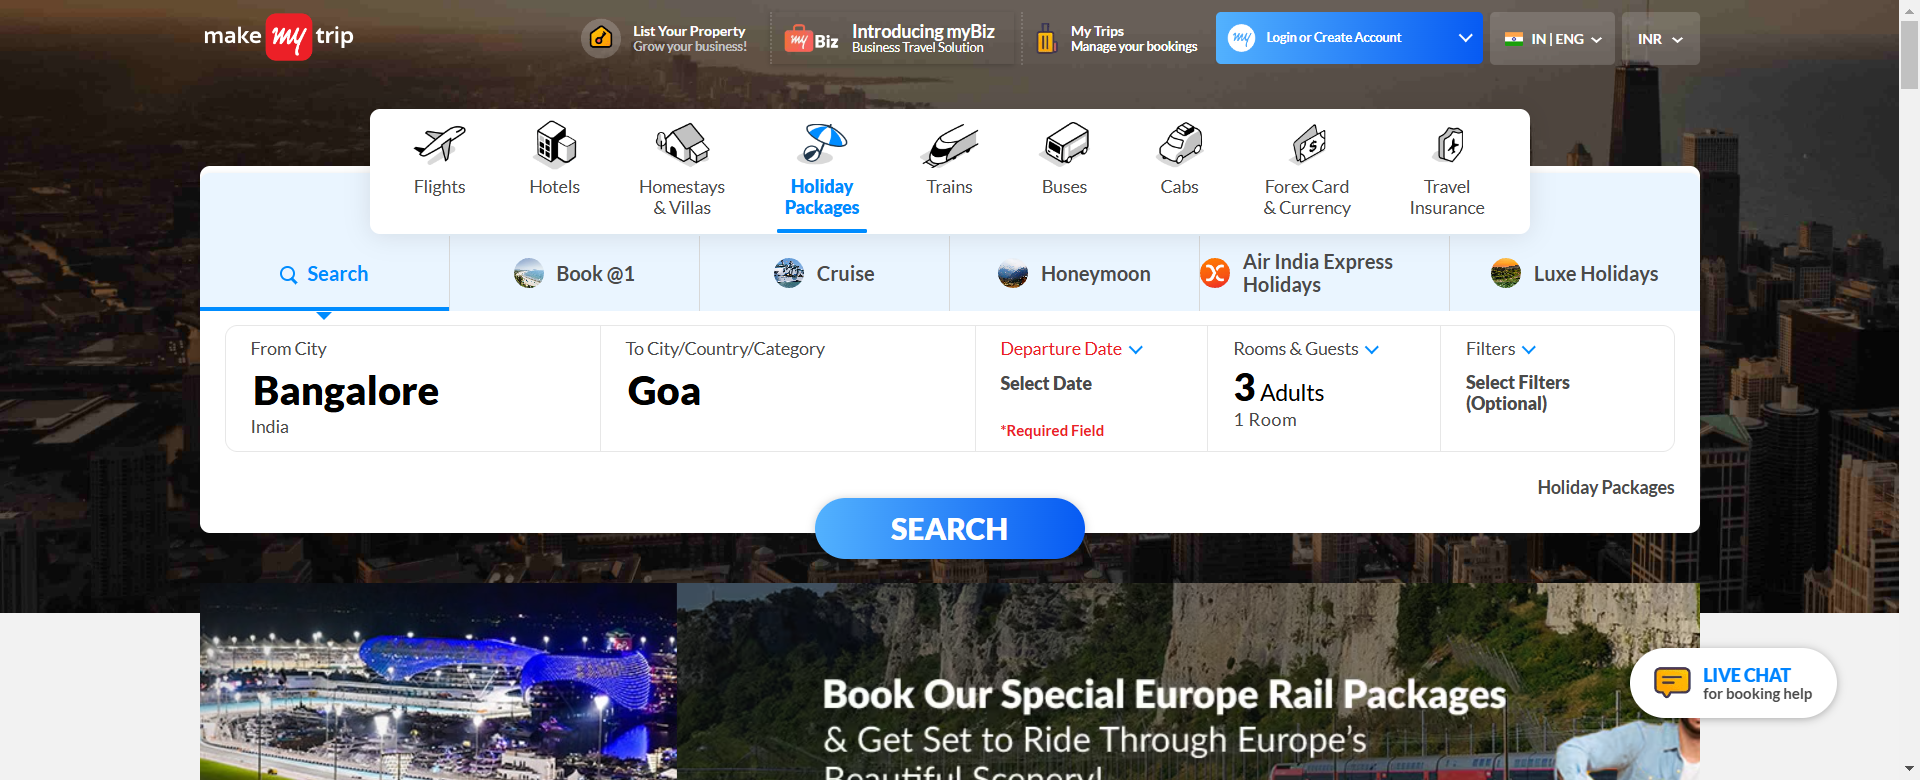 make my trip
List Your Property
Grow your business!
my Biz
Introducing myBiz
Business Travel Solution
My Trips
Manage your bookings
my
Login or Create Account
IN | ENG
INR
Flights
Hotels
Homestays
& Villas
Holiday
Packages
Trains
Buses
Cabs
Forex Card
& Currency
Travel
Insurance
Search
Book @1
Cruise
Honeymoon
Air India Express
Holidays
Luxe Holidays
From City
Bangalore
India
To City/Country/Category
Goa
Departure Date
Select Date
*Required Field
Rooms & Guests
3 Adults
1 Room
Filters
Select Filters
(Optional)
Holiday Packages
SEARCH
Book Our Special Europe Rail Packages
& Get Set to Ride Through Europe's
Beautiful Scenery!
LIVE CHAT
for booking help